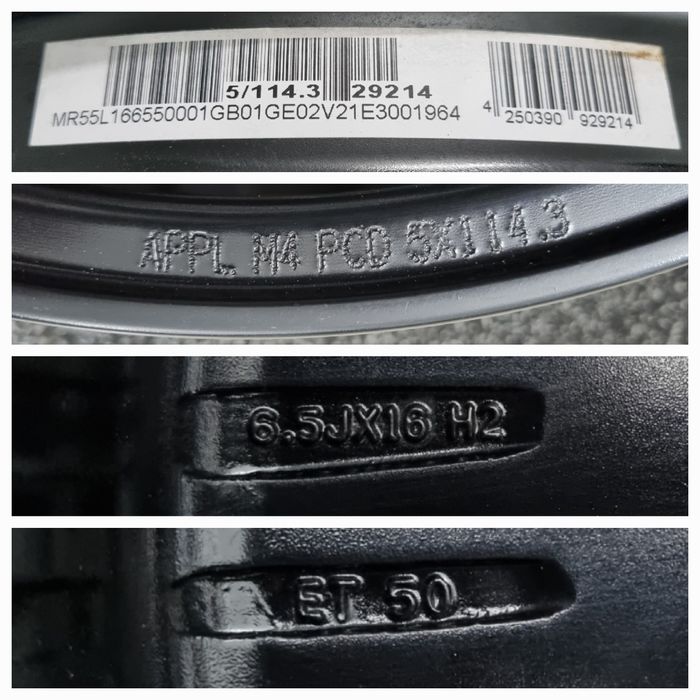 5/114.3 29214
MR55L166550001GB01GE02V21E3001964
4 250390 929214
APPL M4 PCD 5X114.3
6.5JX16 H2
ET 50